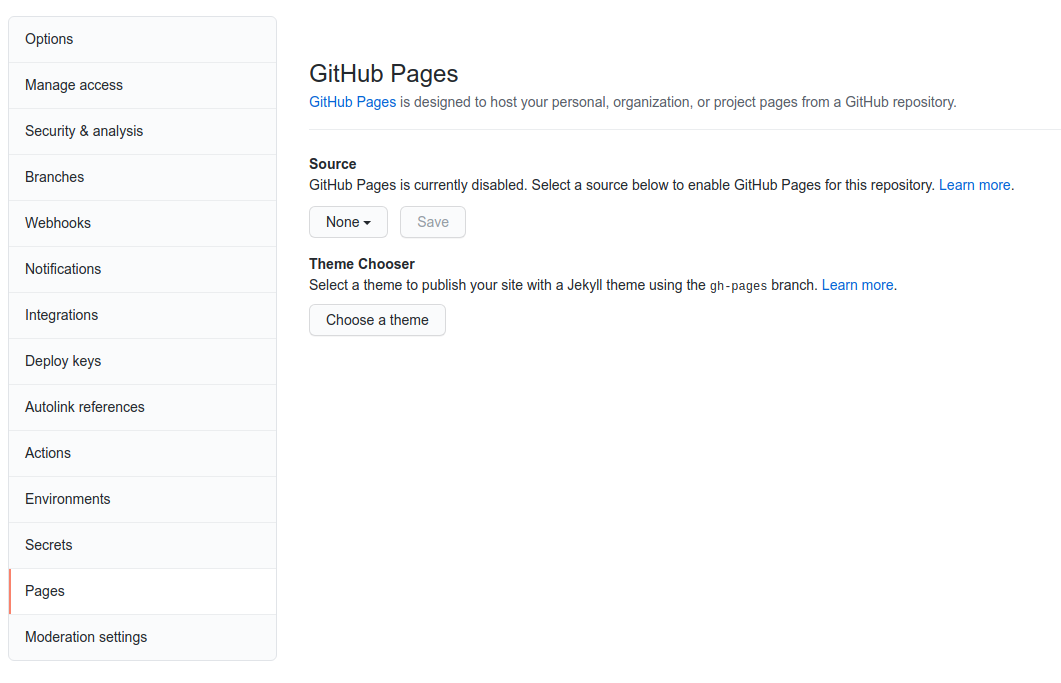 Options
Manage access
Security & analysis
Branches
Webhooks
Notifications
Integrations
Deploy keys
Autolink references
Actions
Environments
Secrets
Pages
Moderation settings
GitHub Pages
GitHub Pages is designed to host your personal, organization, or project pages from a GitHub repository.
Source
GitHub Pages is currently disabled. Select a source below to enable GitHub Pages for this repository. Learn more.
None Save
Theme Chooser
Select a theme to publish your site with a Jekyll theme using the gh-pages branch. Learn more.
Choose a theme